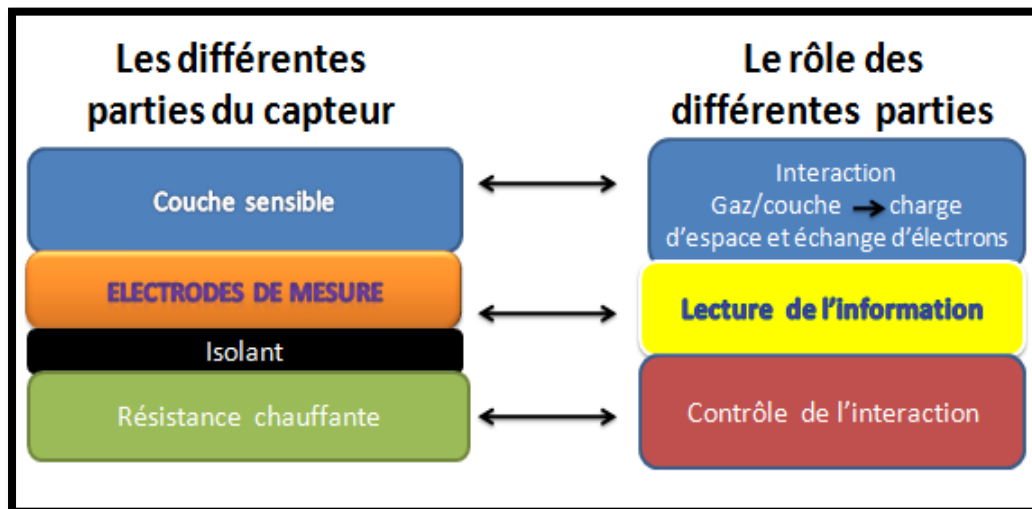 Les différentes
parties du capteur
Couche sensible
ELECTRODES DE MESURE
Isolant
Résistance chauffante
Le rôle des
différentes parties
Interaction
Gaz/couche → charge
d'espace et échange d'électrons
Lecture de l'information
Contrôle de l'interaction